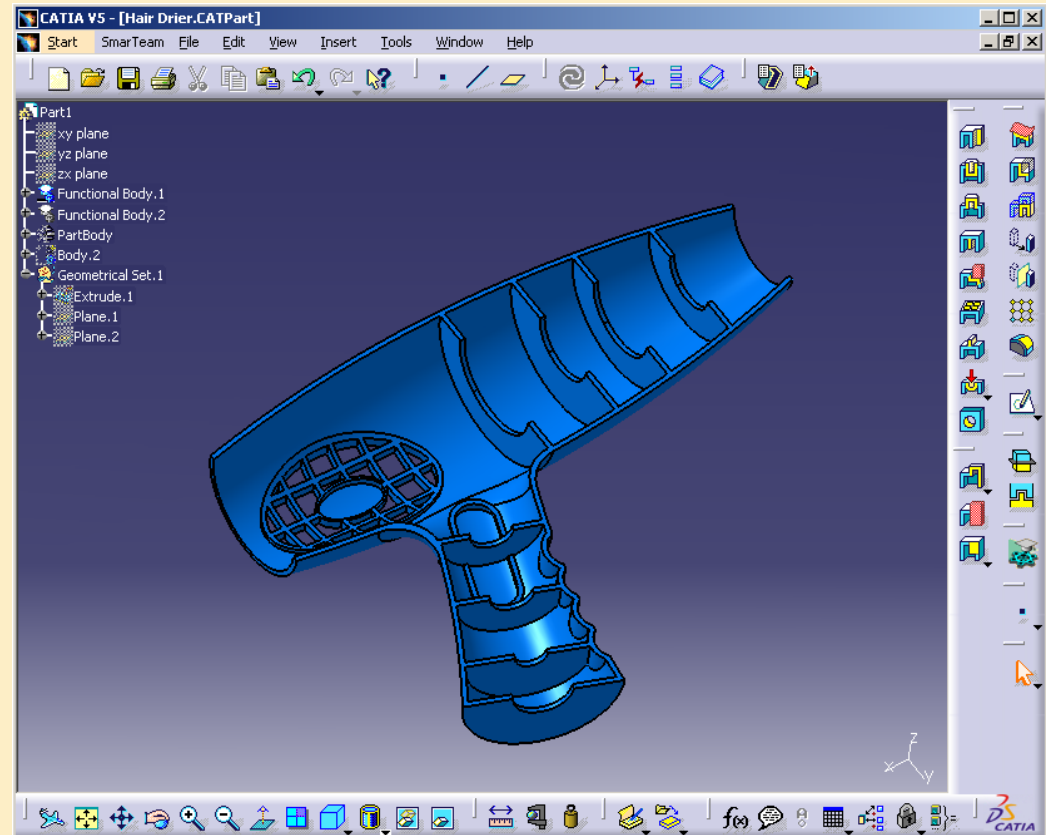 CATIA V5 - [Hair Drier.CATPart]
Start SmarTeam File Edit View Insert Tools Window Help
Part1
xy plane
yz plane
zx plane
Functional Body.1
Functional Body.2
PartBody
Body.2
Geometrical Set.1
Extrude.1
Plane.1
Plane.2
z
x
y
f(x)
CATIA